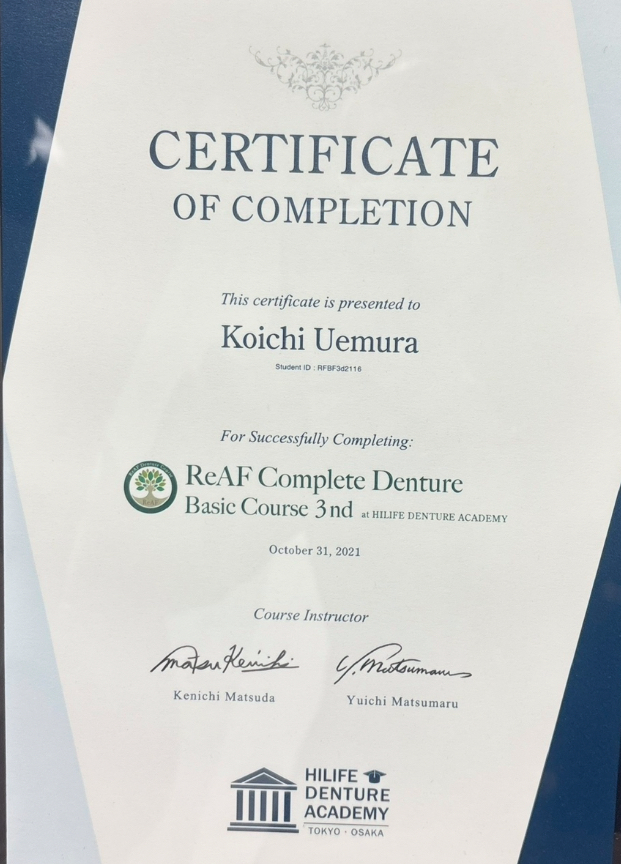 CERTIFICATE
OF COMPLETION
This certificate is presented to
Koichi Uemura
Student ID : RFBF3d2116
For Successfully Completing:
ReAF Complete Denture
Basic Course 3nd at HILIFE DENTURE ACADEMY
ReAF
October 31, 2021
Course Instructor
Kenichi Matsuda
Yuichi Matsumaru
HILIFE
DENTURE
ACADEMY
TOKYO · OSAKA